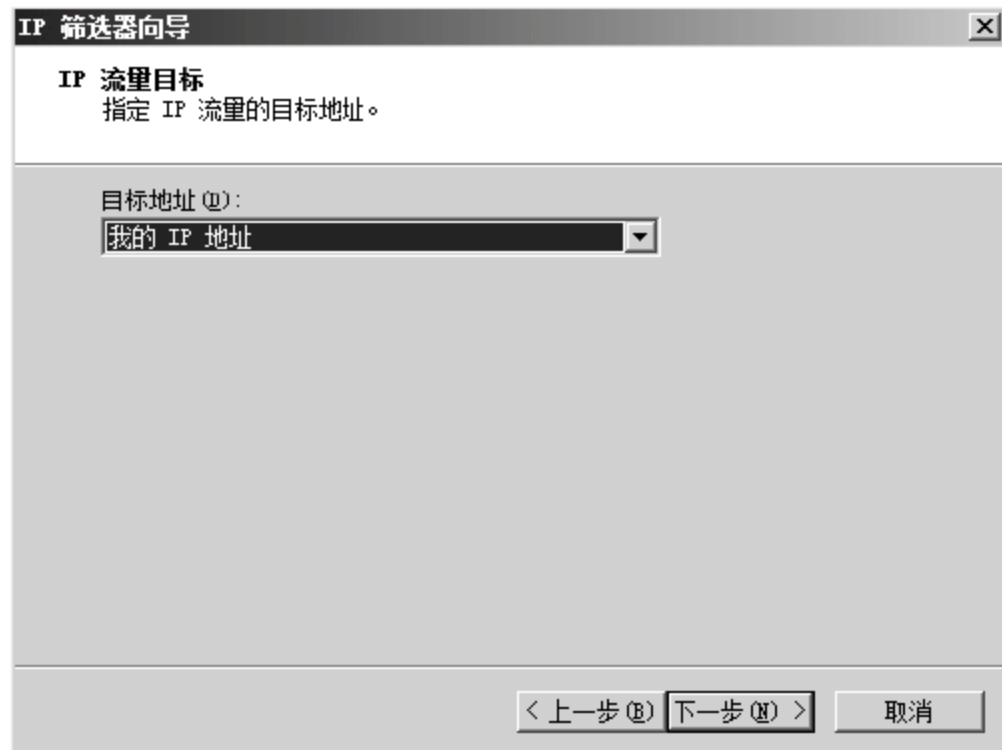 IP 筛选器向导
IP 流量目标
指定 IP 流量的目标地址。
目标地址(D):
我的 IP 地址
< 上一步(B) 下一步(N) > 取消